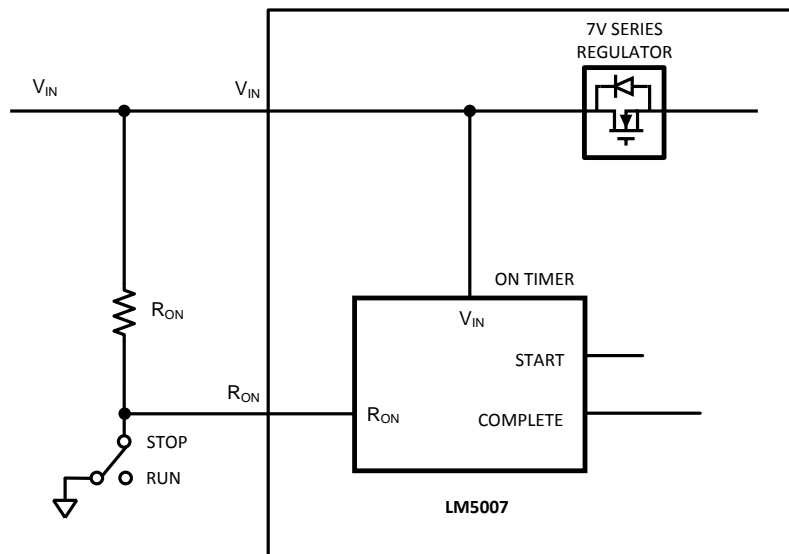 7V SERIES
REGULATOR
V_IN
V_IN
ON TIMER
V_IN
R_ON
START
R_ON
R_ON
COMPLETE
STOP
RUN
LM5007